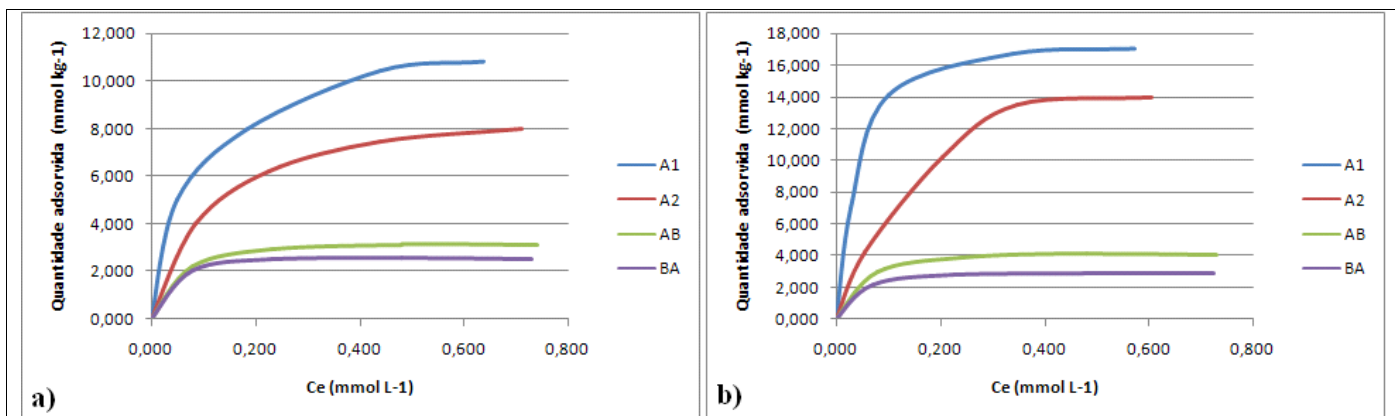 Quantidade adsorvida (mmol kg-1)
12,000
10,000
8,000
6,000
4,000
2,000
0,000
0,000 0,200 0,400 0,600 0,800
Ce (mmol L-1)
A1
A2
AB
BA
a)
Quantidade adsorvida (mmol kg-1)
18,000
16,000
14,000
12,000
10,000
8,000
6,000
4,000
2,000
0,000
0,000 0,200 0,400 0,600 0,800
Ce (mmol L-1)
A1
A2
AB
BA
b)